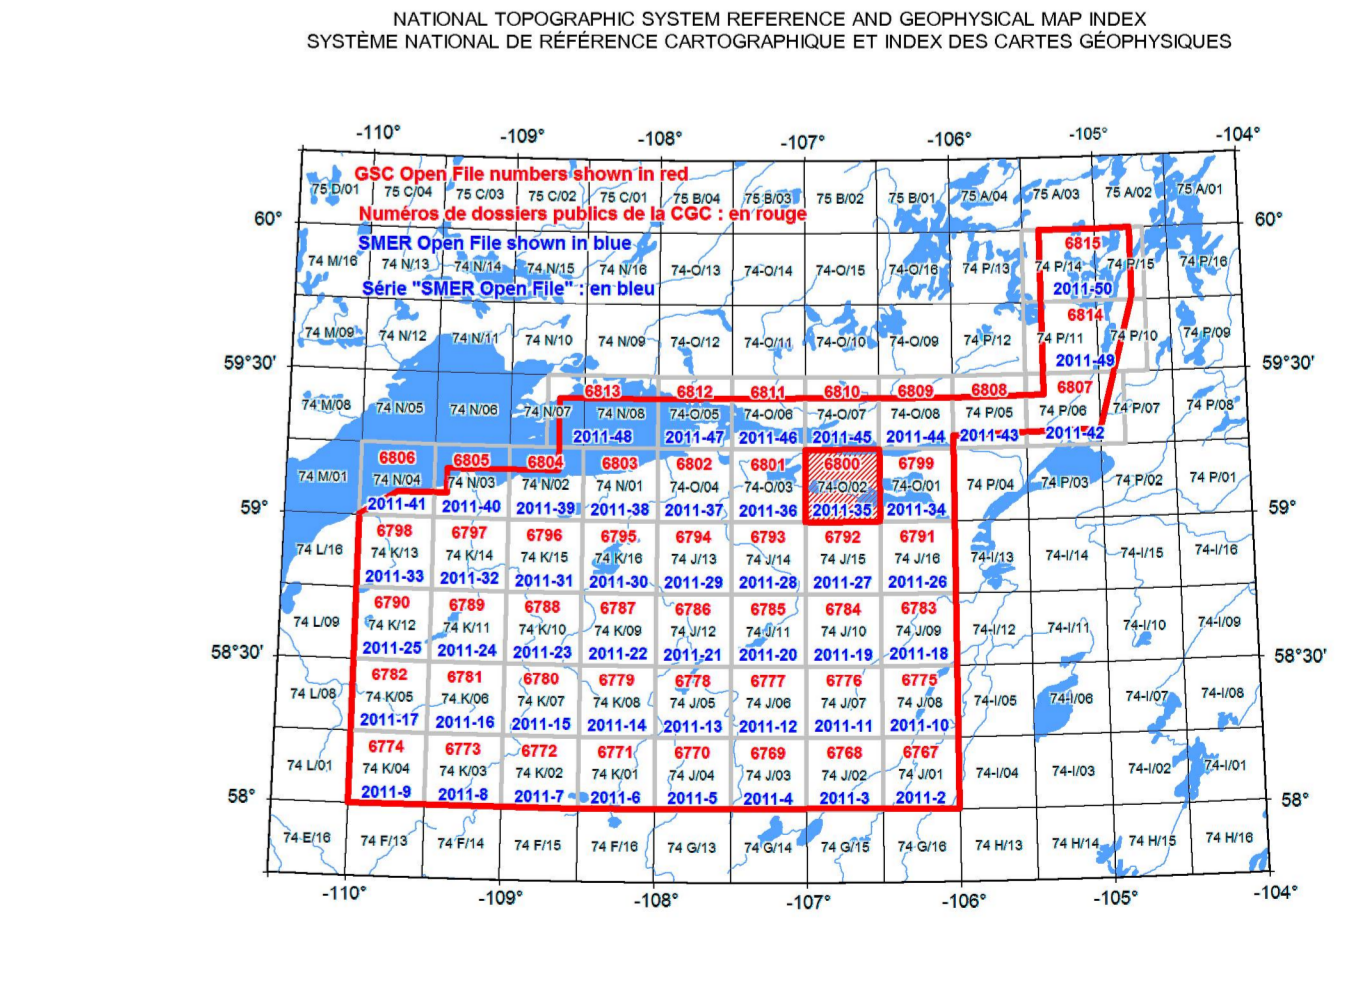 NATIONAL TOPOGRAPHIC SYSTEM REFERENCE AND GEOPHYSICAL MAP INDEX
SYSTÈME NATIONAL DE RÉFÉRENCE CARTOGRAPHIQUE ET INDEX DES CARTES GÉOPHYSIQUES
-110° -109° -108° -107° -106° -105° -104°
GSC Open File numbers shown in red
75 D/01 75 C/04 75 C/03 75 C/02 75 C/01 75 B/04 75 B/03 75 B/02 75 B/01 75 A/04 75 A/03 75 A/02 75 A/01
Numéros de dossiers publics de la CGC : en rouge
60° 60°
SMER Open File shown in blue
6815
74 M/16 74 N/13 74 N/14 74 N/15 74 N/16 74-O/13 74-O/14 74-O/15 74-O/16 74 P/13 74 P/14 74 P/15 74 P/16
Série "SMER Open File" : en bleu
2011-50
6814
74 M/09 74 N/12 74 N/11 74 N/10 74 N/09 74-O/12 74-O/11 74-O/10 74-O/09 74 P/12 74 P/11 74 P/10 74 P/09
2011-49
59°30' 59°30'
6813 6812 6811 6810 6809 6808 6807
74 M/08 74 N/05 74 N/06 74 N/07 74 N/08 74-O/05 74-O/06 74-O/07 74-O/08 74 P/05 74 P/06 74 P/07 74 P/08
2011-48 2011-47 2011-46 2011-45 2011-44 2011-43 2011-42
6806 6805 6804 6803 6802 6801 6800 6799
74 M/01 74 N/04 74 N/03 74 N/02 74 N/01 74-O/04 74-O/03 74-O/02 74-O/01 74 P/04 74 P/03 74 P/02 74 P/01
2011-41 2011-40 2011-39 2011-38 2011-37 2011-36 2011-35 2011-34
59° 59°
6798 6797 6796 6795 6794 6793 6792 6791
74 L/16 74 K/13 74 K/14 74 K/15 74 K/16 74 J/13 74 J/14 74 J/15 74 J/16 74-I/13 74-I/14 74-I/15 74-I/16
2011-33 2011-32 2011-31 2011-30 2011-29 2011-28 2011-27 2011-26
6790 6789 6788 6787 6786 6785 6784 6783
74 L/09 74 K/12 74 K/11 74 K/10 74 K/09 74 J/12 74 J/11 74 J/10 74 J/09 74-I/12 74-I/11 74-I/10 74-I/09
2011-25 2011-24 2011-23 2011-22 2011-21 2011-20 2011-19 2011-18
58°30' 58°30'
6782 6781 6780 6779 6778 6777 6776 6775
74 L/08 74 K/05 74 K/06 74 K/07 74 K/08 74 J/05 74 J/06 74 J/07 74 J/08 74-I/05 74-I/06 74-I/07 74-I/08
2011-17 2011-16 2011-15 2011-14 2011-13 2011-12 2011-11 2011-10
6774 6773 6772 6771 6770 6769 6768 6767
74 L/01 74 K/04 74 K/03 74 K/02 74 K/01 74 J/04 74 J/03 74 J/02 74 J/01 74-I/04 74-I/03 74-I/02 74-I/01
2011-9 2011-8 2011-7 2011-6 2011-5 2011-4 2011-3 2011-2
58° 58°
74 E/16 74 F/13 74 F/14 74 F/15 74 F/16 74 G/13 74 G/14 74 G/15 74 G/16 74 H/13 74 H/14 74 H/15 74 H/16
-110° -109° -108° -107° -106° -105° -104°